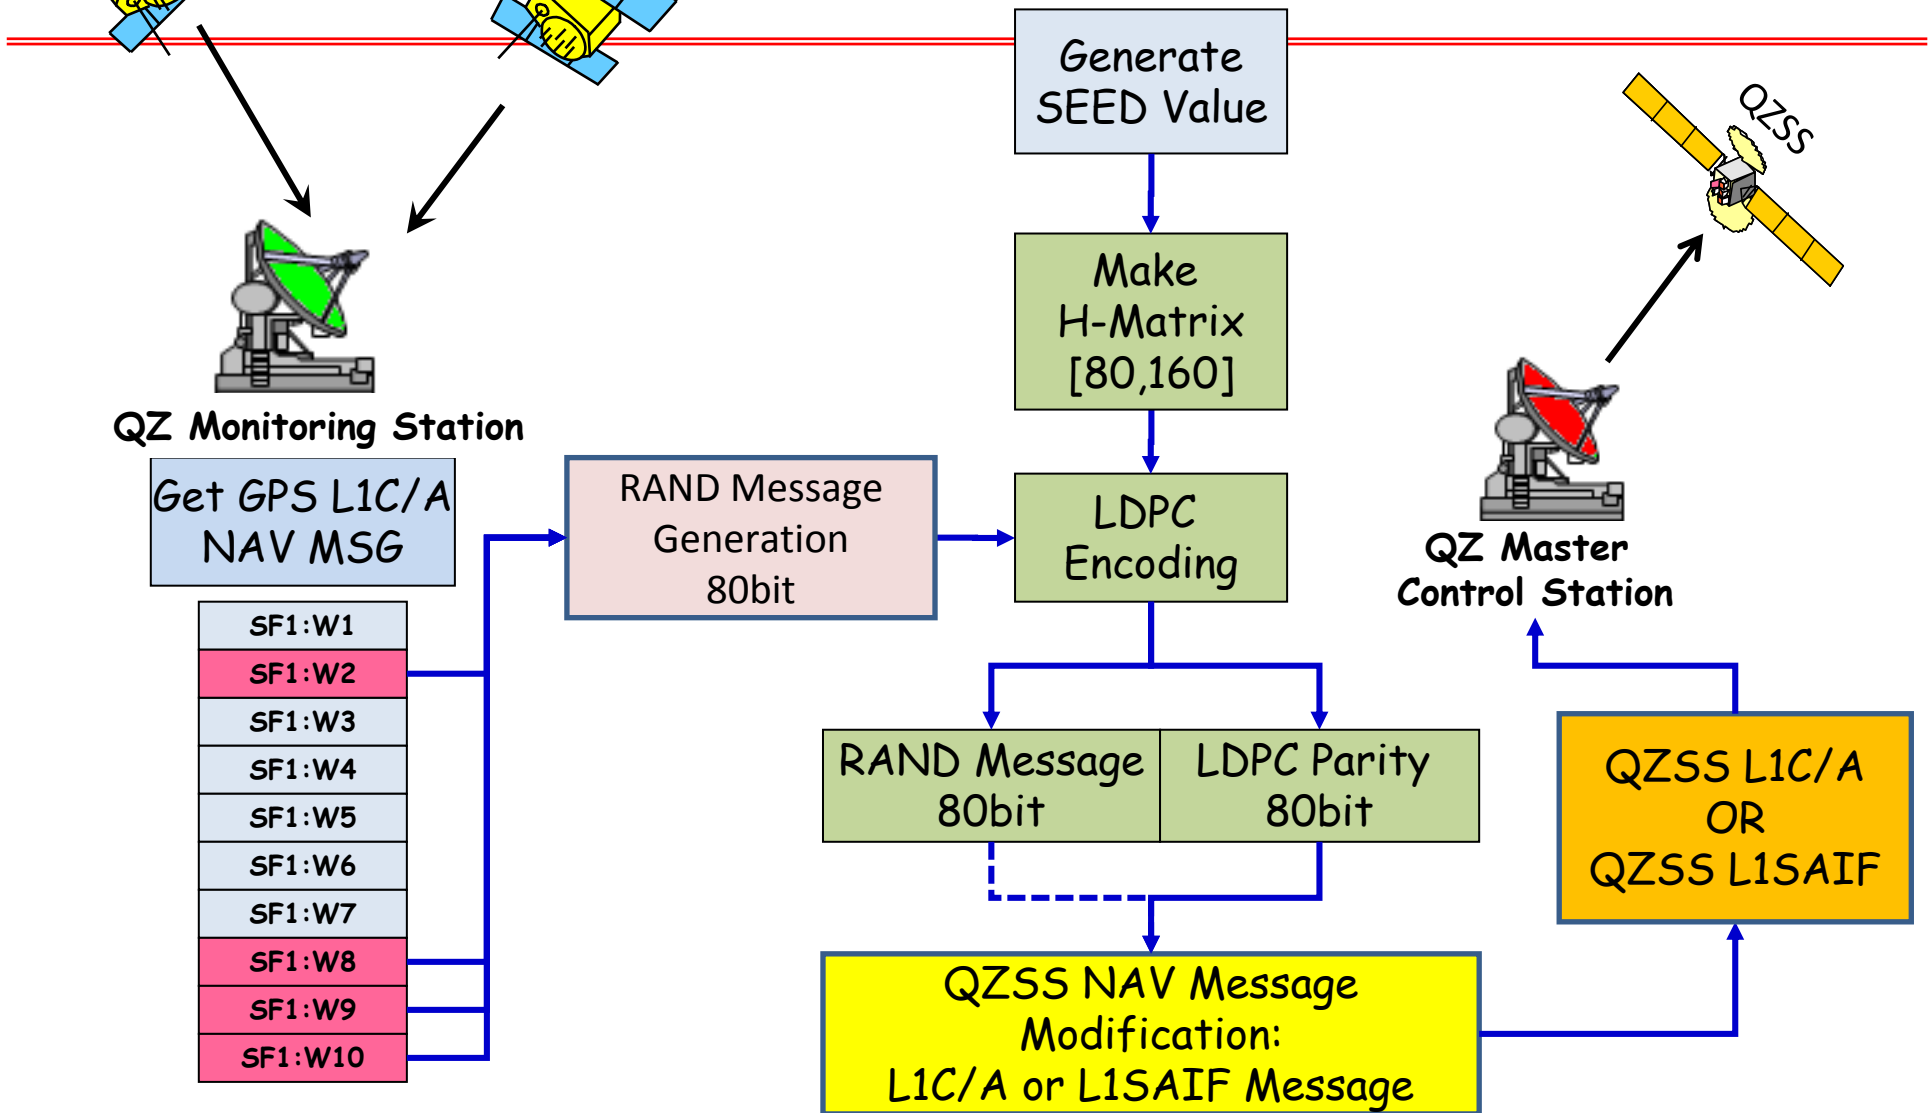 Generate
SEED Value
QZSS
Make
H-Matrix
[80,160]
QZ Monitoring Station
Get GPS L1C/A
NAV MSG
RAND Message
Generation
80bit
LDPC
Encoding
QZ Master
Control Station
SF1:W1
SF1:W2
SF1:W3
SF1:W4
SF1:W5
SF1:W6
SF1:W7
SF1:W8
SF1:W9
SF1:W10
RAND Message
80bit
LDPC Parity
80bit
QZSS L1C/A
OR
QZSS L1SAIF
QZSS NAV Message
Modification:
L1C/A or L1SAIF Message